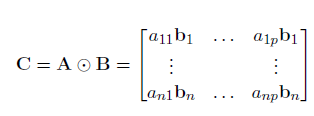 C = A ⊙ B = [a₁₁b₁ … a₁ₚb₁
⋮ ⋮
aₙ₁bₙ … aₙₚbₙ]